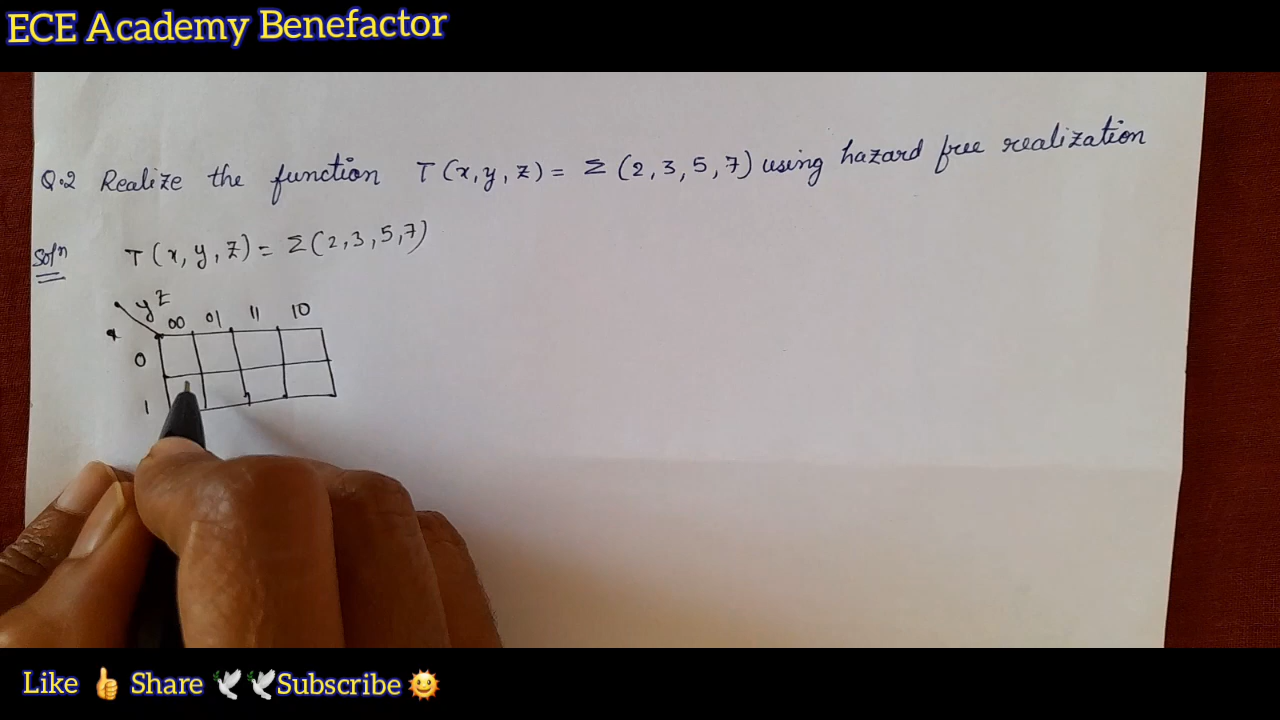 ECE Academy Benefactor
Q.2 Realize the function T(x,y,z) = Σ (2,3,5,7) using hazard free realization
Solⁿ T(x,y,z) = Σ(2,3,5,7)
yz
x 00 01 11 10
0
1
Like 👍 Share 🕊️🕊️Subscribe 🌞